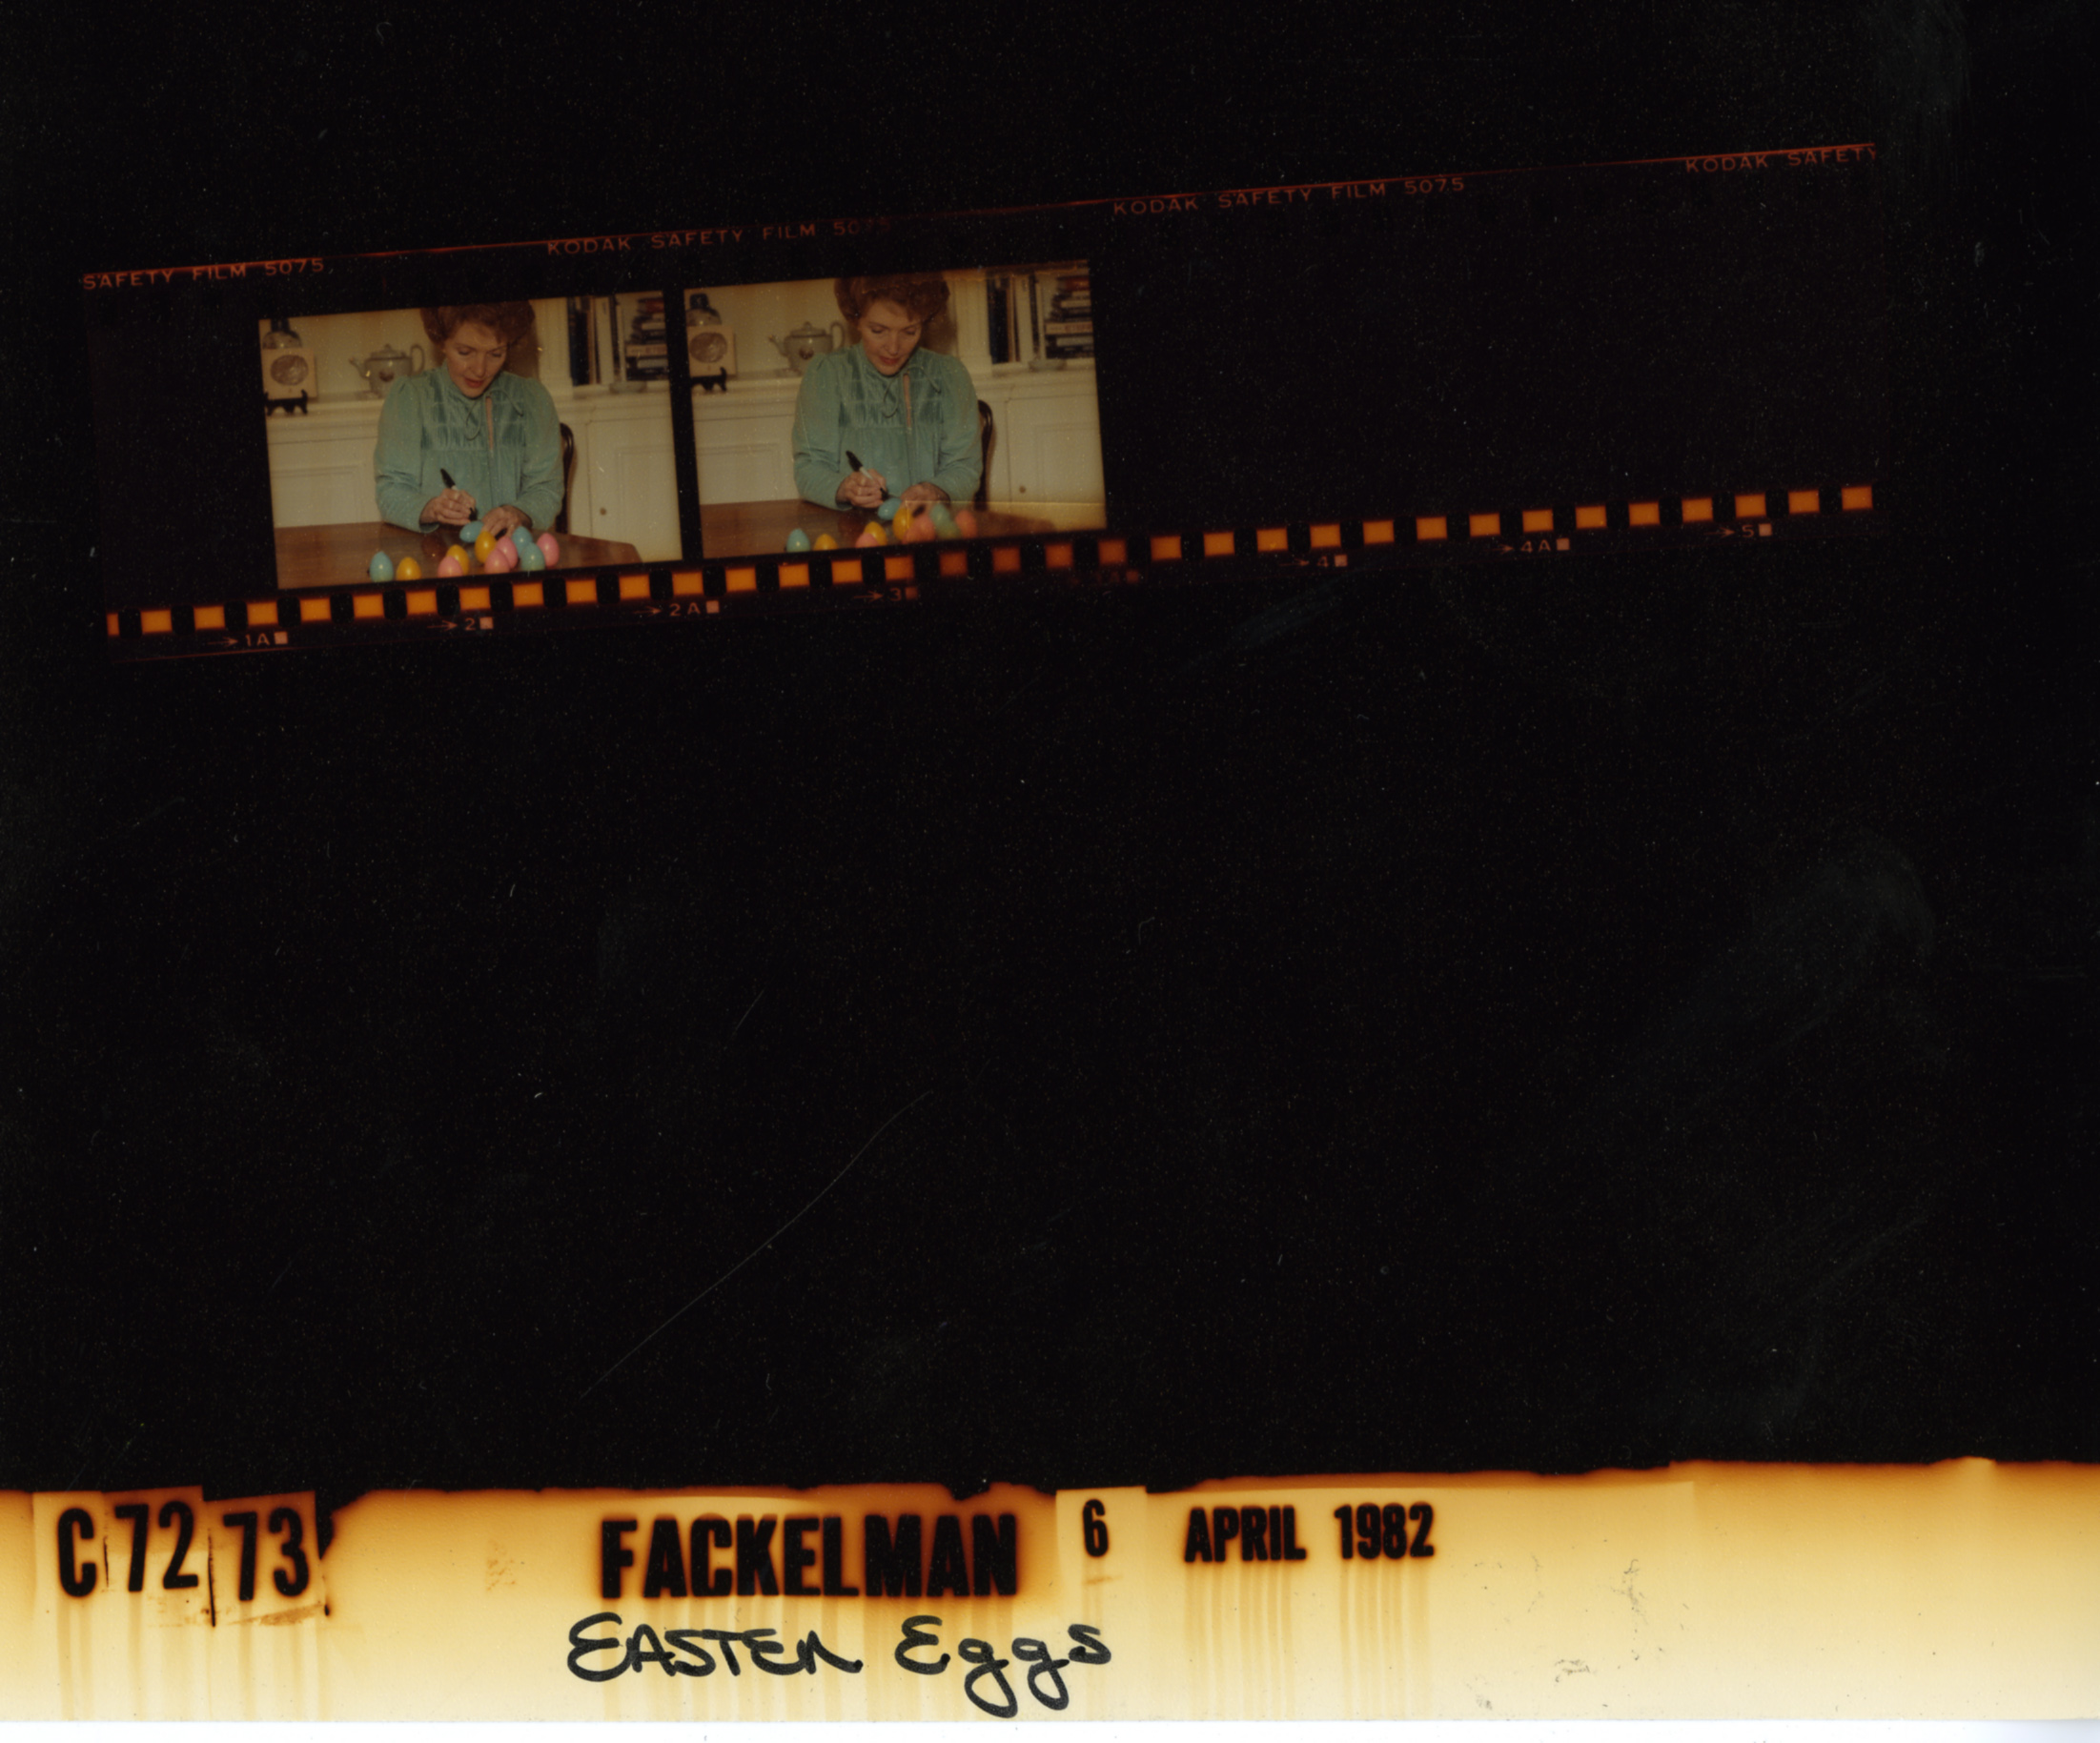 SAFETY FILM 5075
KODAK SAFETY FILM 5075
KODAK SAFETY FILM 5075
KODAK SAFETY
→1A
→2
→2A
→3
→4
→4A
→5
C 72 73
FACKELMAN 6 APRIL 1982
EASTER Eggs